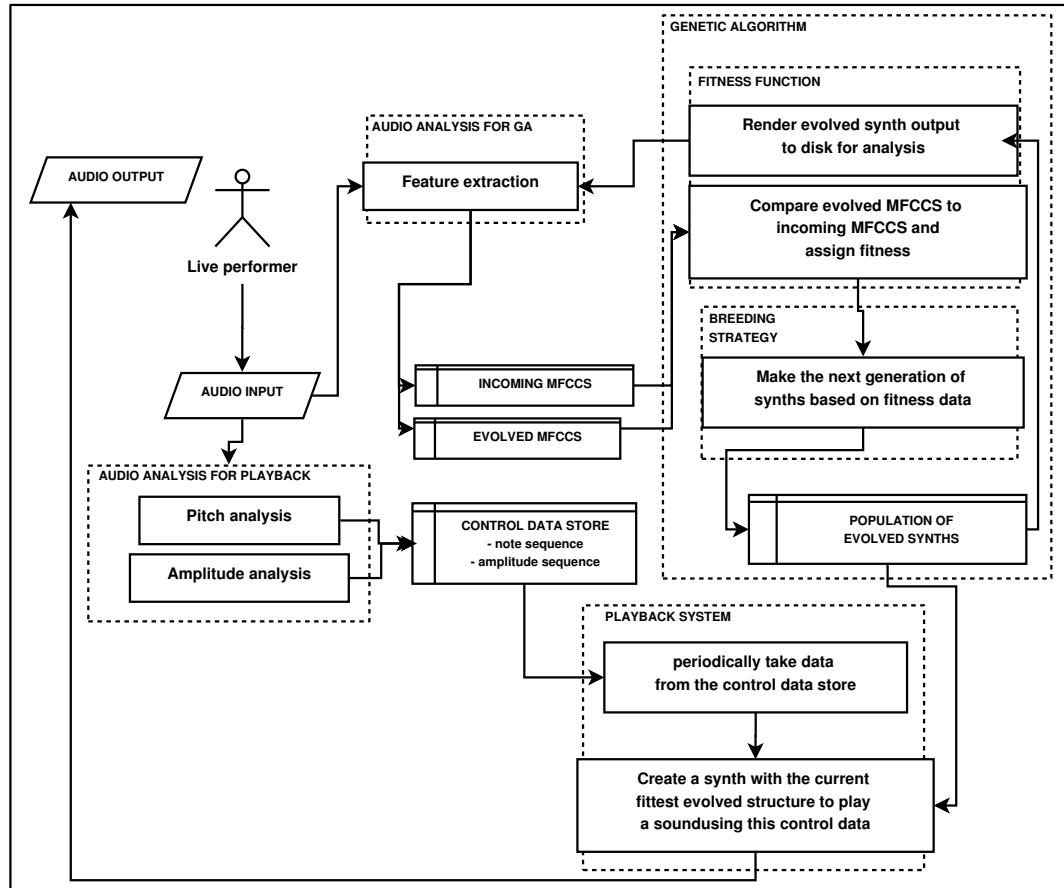 GENETIC ALGORITHM
FITNESS FUNCTION
Render evolved synth output
to disk for analysis
Compare evolved MFCCS to
incoming MFCCS and
assign fitness
AUDIO ANALYSIS FOR GA
Feature extraction
AUDIO OUTPUT
Live performer
AUDIO INPUT
INCOMING MFCCS
EVOLVED MFCCS
BREEDING
STRATEGY
Make the next generation of
synths based on fitness data
POPULATION OF
EVOLVED SYNTHS
AUDIO ANALYSIS FOR PLAYBACK
Pitch analysis
Amplitude analysis
CONTROL DATA STORE
- note sequence
- amplitude sequence
PLAYBACK SYSTEM
periodically take data
from the control data store
Create a synth with the current
fittest evolved structure to play
a soundusing this control data